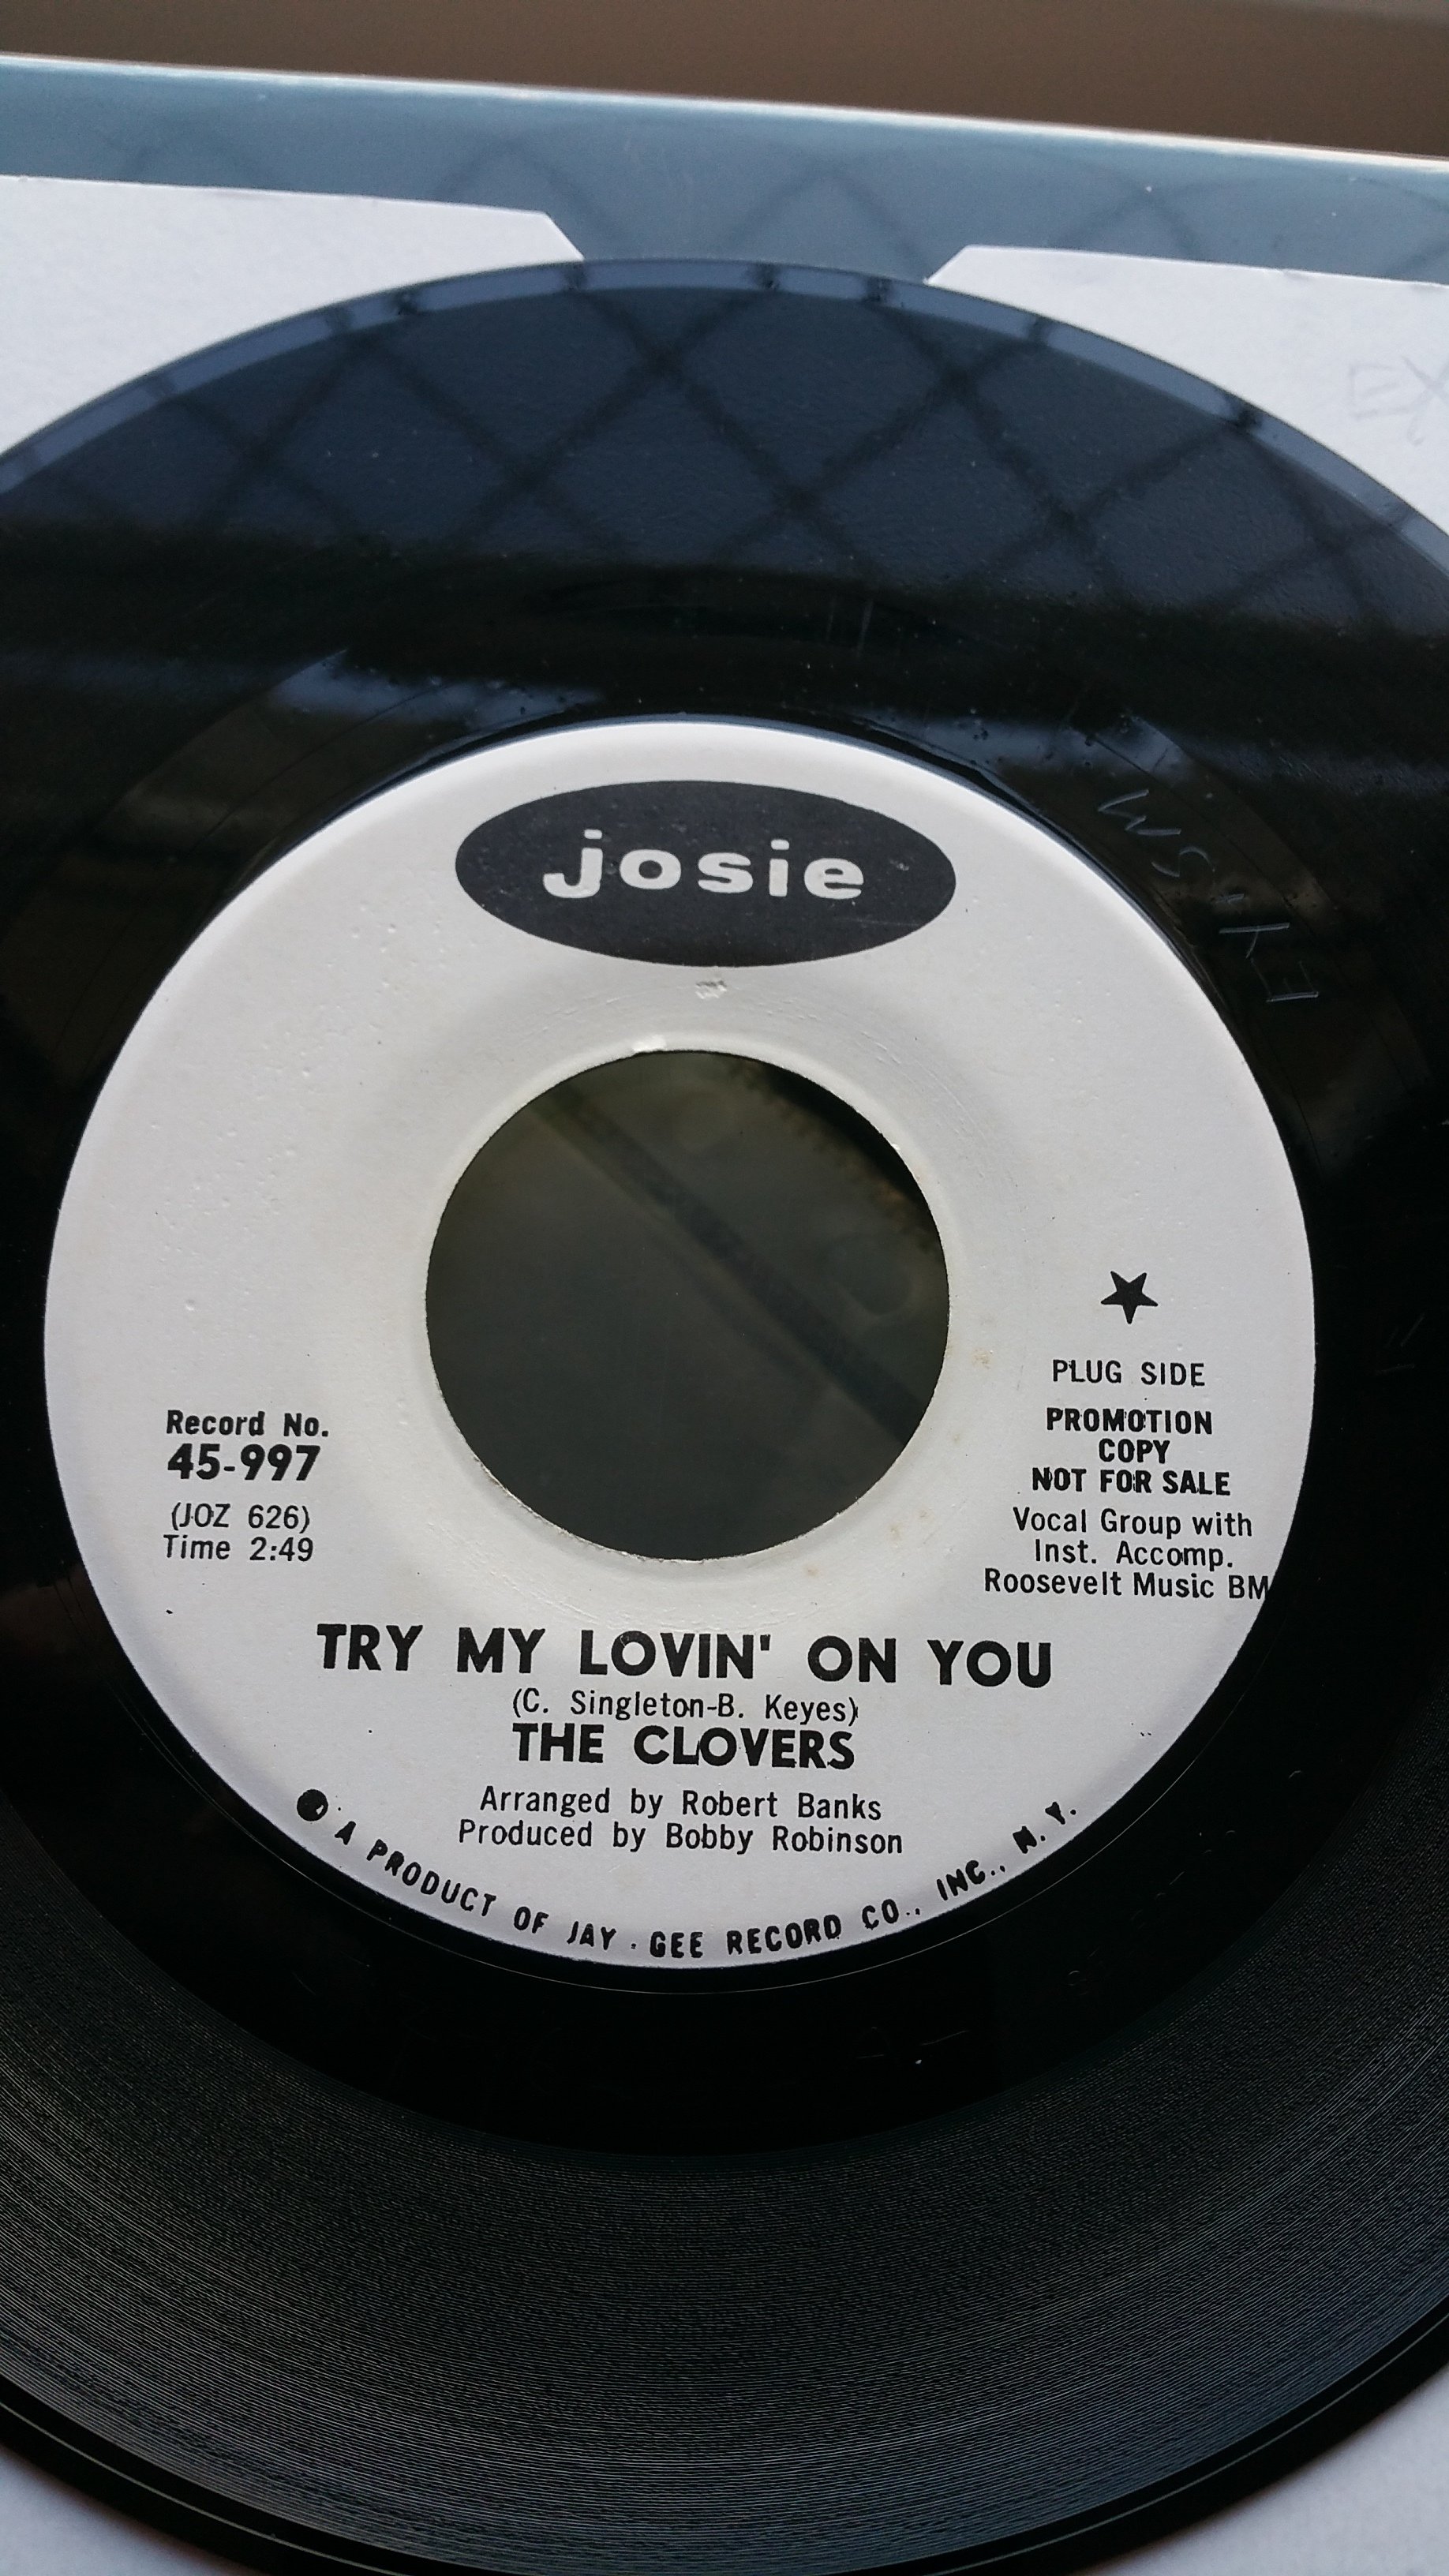 EX
josie
PLUG SIDE
PROMOTION
COPY
NOT FOR SALE
Vocal Group with
Inst. Accomp.
Roosevelt Music BM
Record No.
45-997
(JOZ 626)
Time 2:49
TRY MY LOVIN' ON YOU
(C. Singleton-B. Keyes)
THE CLOVERS
Arranged by Robert Banks
Produced by Bobby Robinson
A PRODUCT OF JAY-GEE RECORD CO., INC., N.Y.